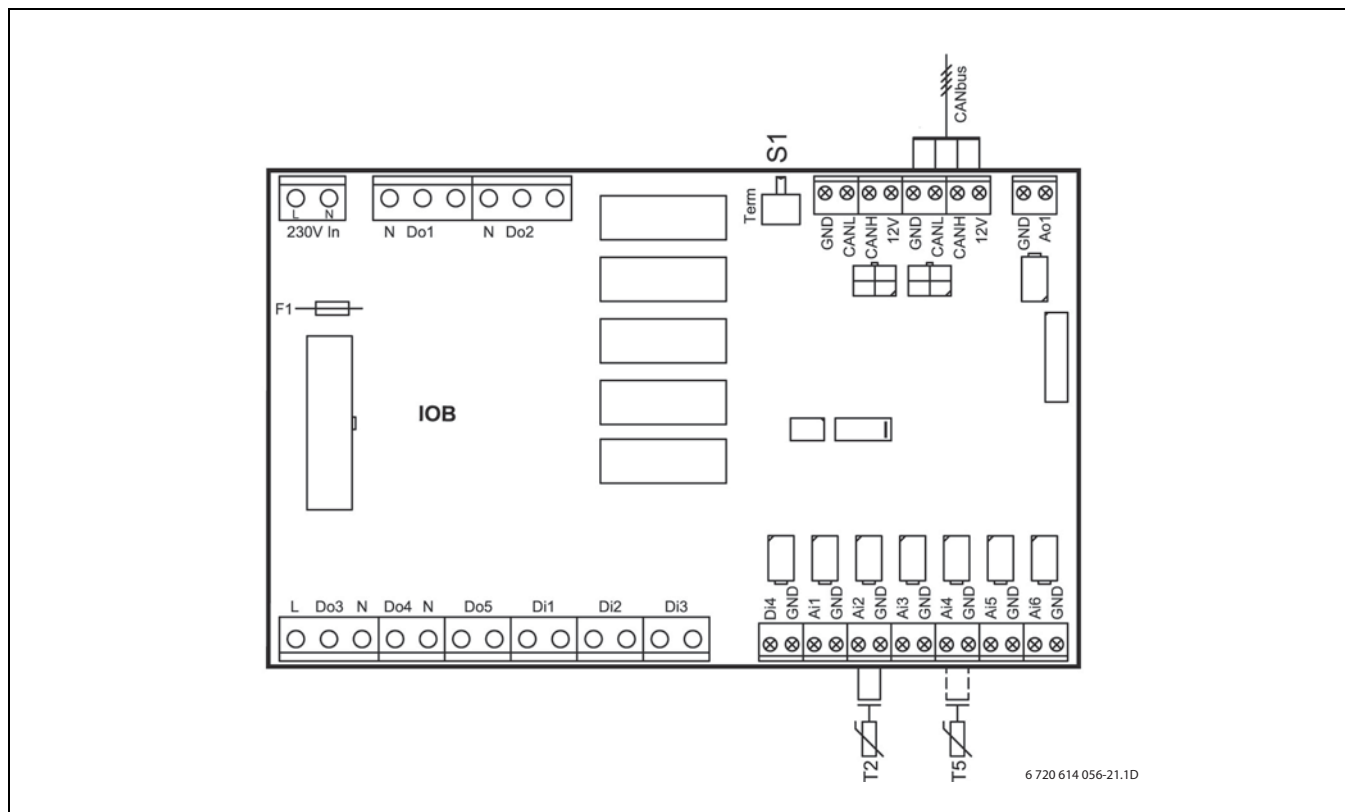 CANbus
S1
Term
L N
230V In
N Do1 N Do2
GND CANL CANH 12V GND CANL CANH 12V
GND Ao1
F1
IOB
L Do3 N Do4 N Do5 Di1 Di2 Di3
Di4 GND Ai1 GND Ai2 GND Ai3 GND Ai4 GND Ai5 GND Ai6 GND
T2 T5
6 720 614 056-21.1D